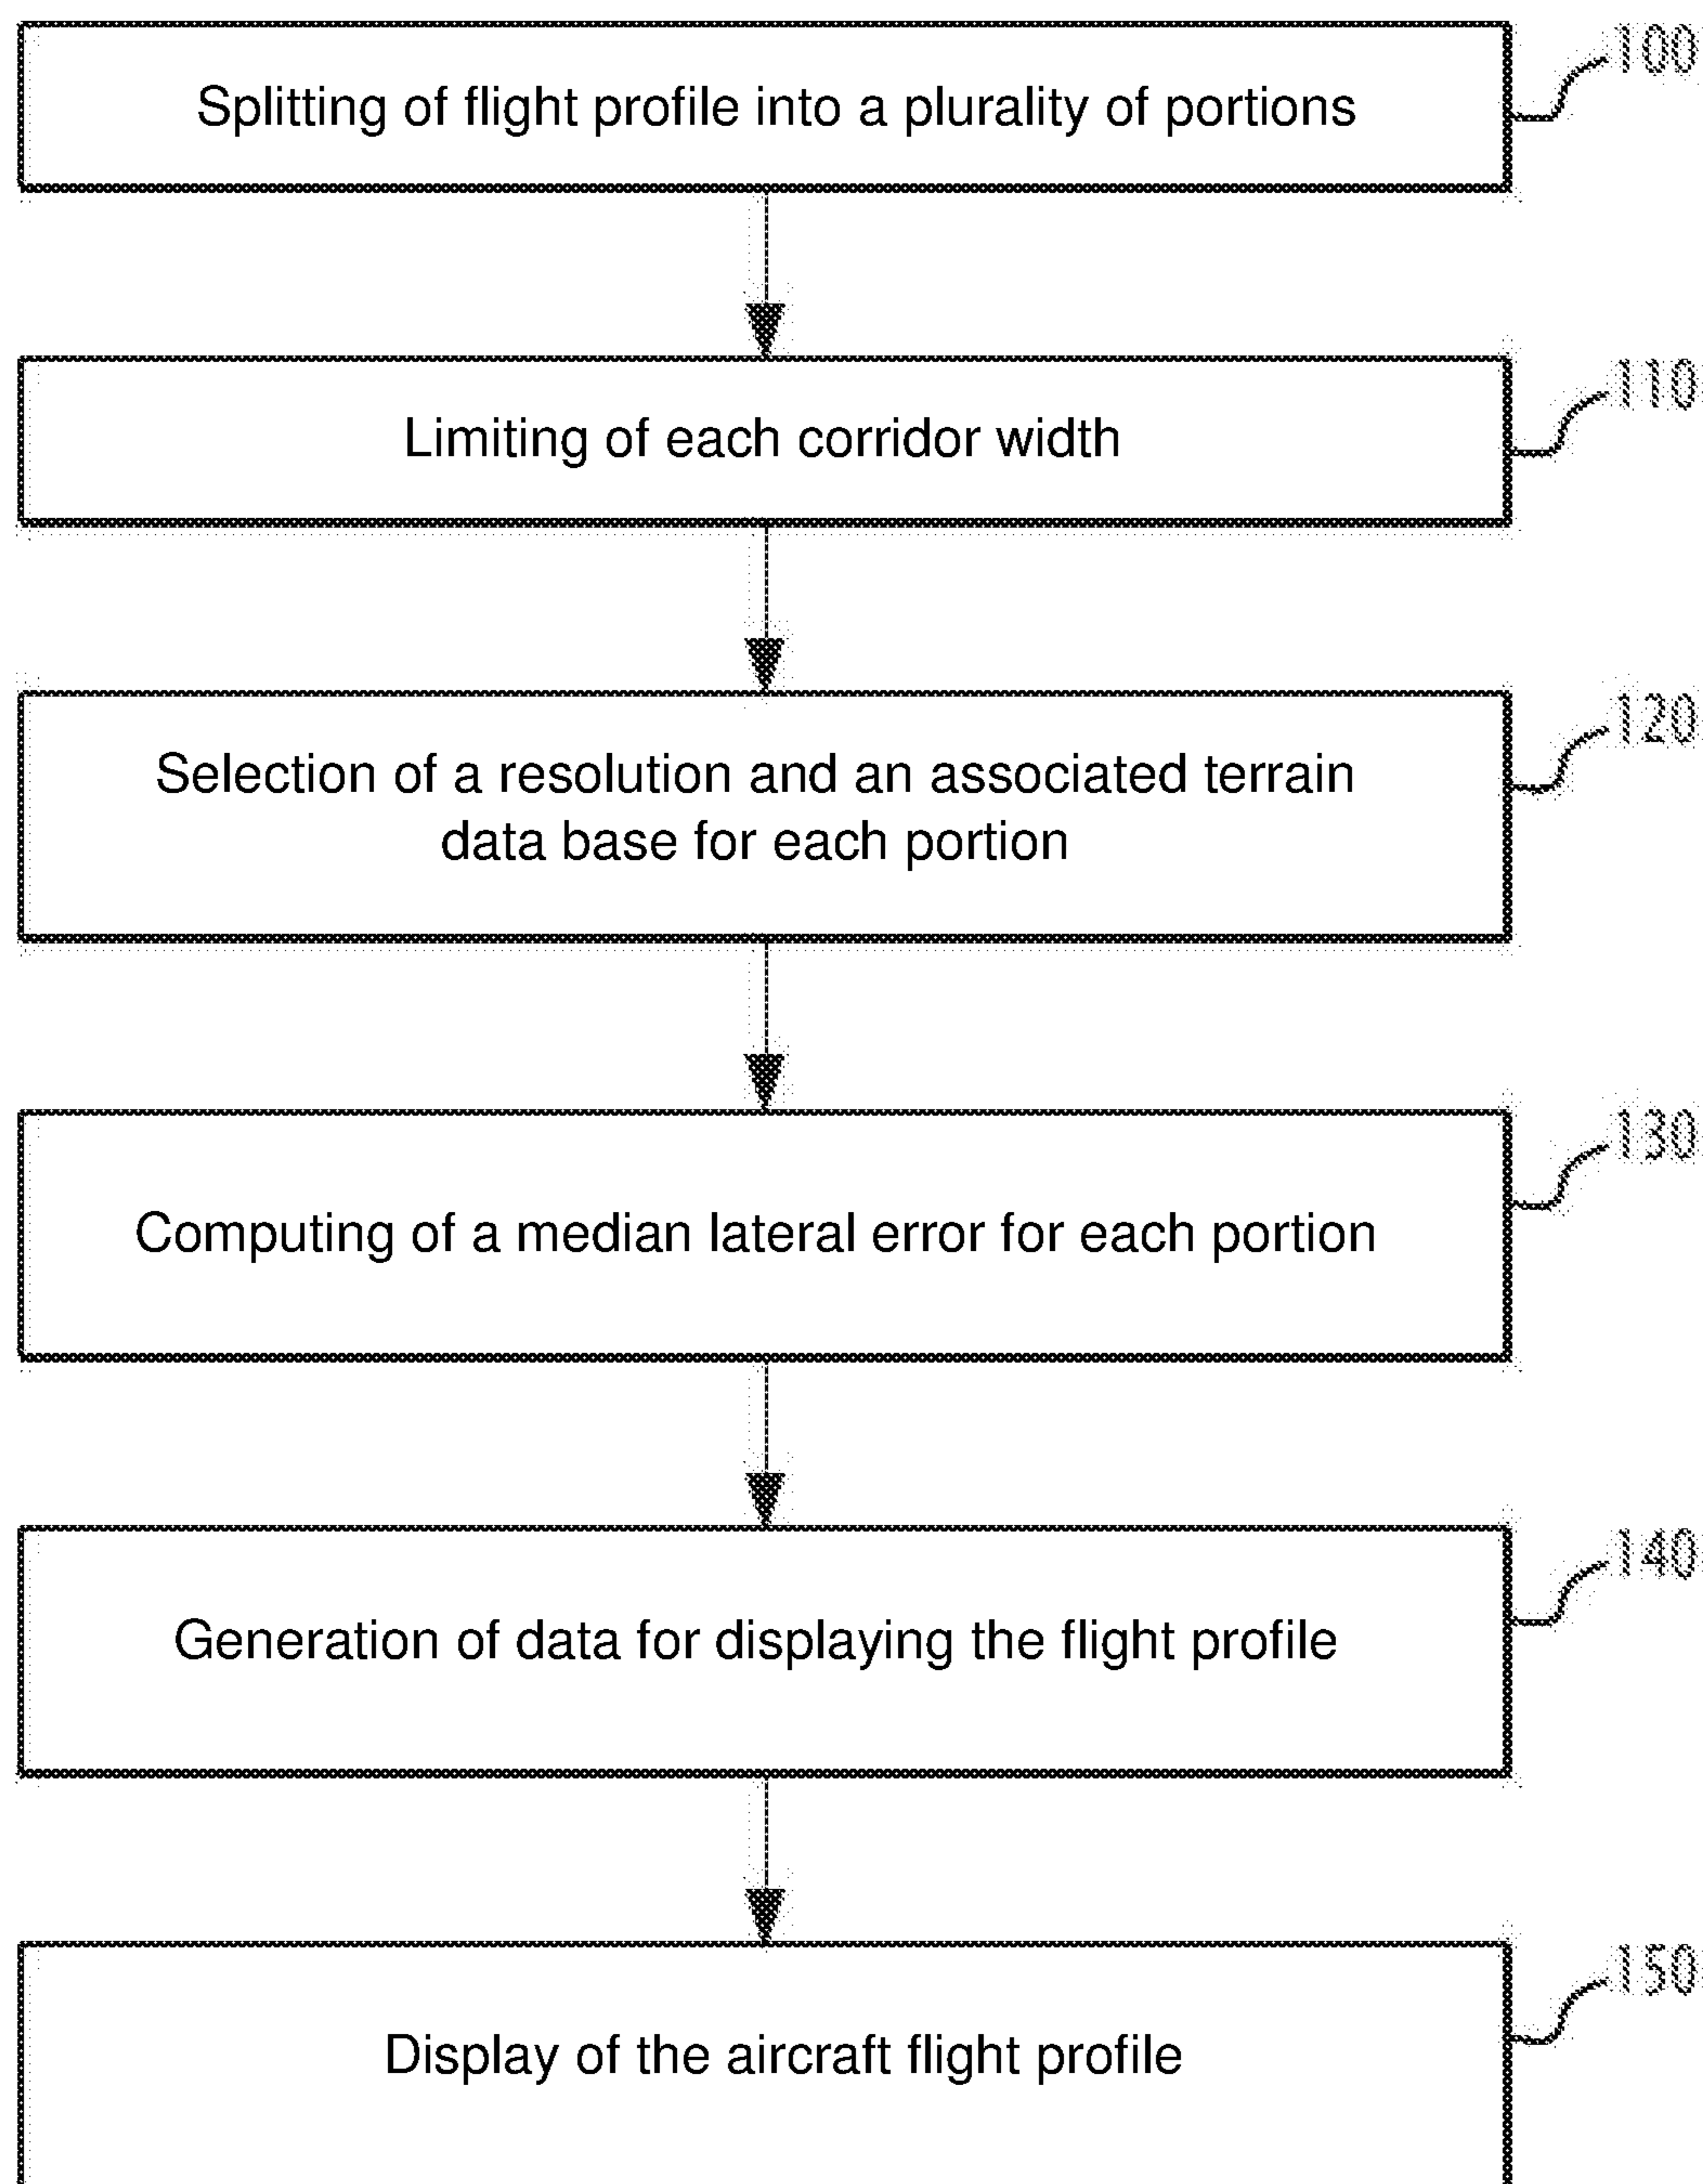 Splitting of flight profile into a plurality of portions
100
Limiting of each corridor width
110
Selection of a resolution and an associated terrain
data base for each portion
120
Computing of a median lateral error for each portion
130
Generation of data for displaying the flight profile
140
Display of the aircraft flight profile
150